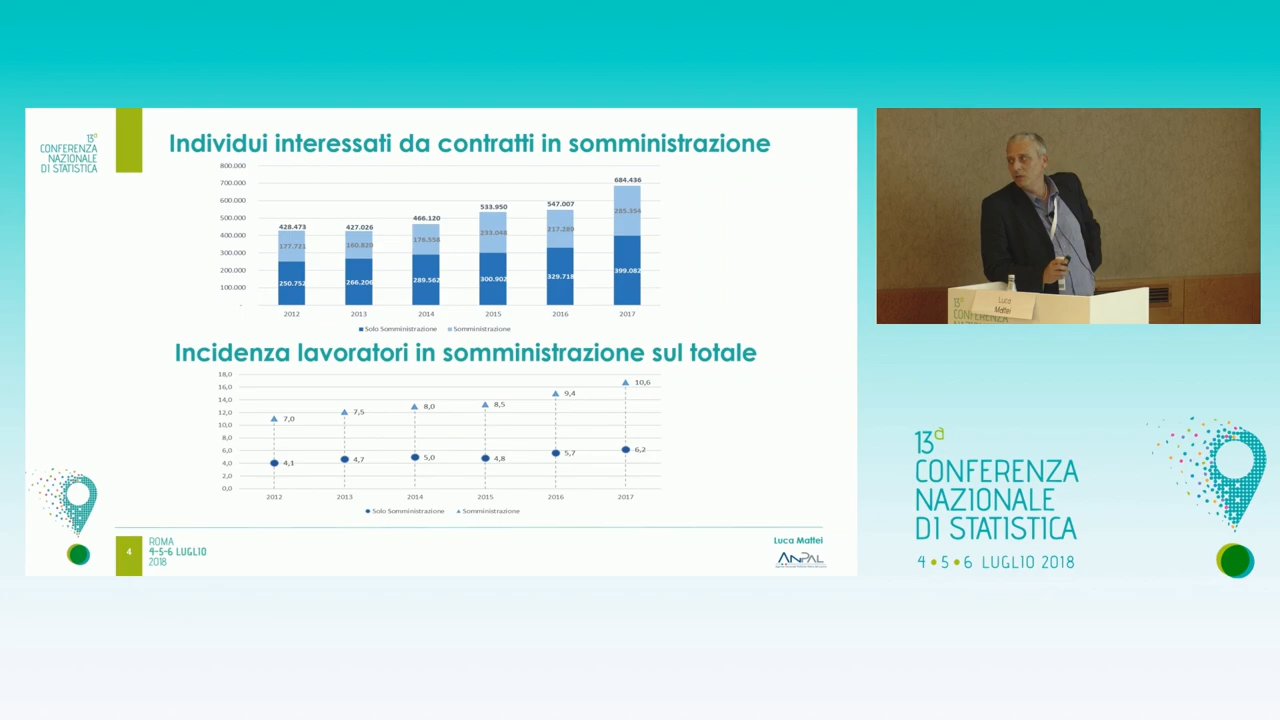 13ª
CONFERENZA
NAZIONALE
DI STATISTICA
Individui interessati da contratti in somministrazione
800.000
700.000
600.000
500.000
400.000
300.000
200.000
100.000
-
428.473
177.721
250.752
427.026
160.820
266.206
466.120
176.558
289.562
533.950
233.048
300.902
547.007
217.289
329.718
684.436
285.354
399.082
2012 2013 2014 2015 2016 2017
Solo Somministrazione Somministrazione
Incidenza lavoratori in somministrazione sul totale
18,0
16,0
14,0
12,0
10,0
8,0
6,0
4,0
2,0
0,0
7,0 7,5 8,0 8,5 9,4 10,6
4,1 4,7 5,0 4,8 5,7 6,2
2012 2013 2014 2015 2016 2017
Solo Somministrazione Somministrazione
4
ROMA
4-5-6 LUGLIO
2018
Luca Mattei
ANPAL
13ª
CONFERENZA
Luca
Mattei
13ª
CONFERENZA
NAZIONALE
DI STATISTICA
4 • 5 • 6 LUGLIO 2018